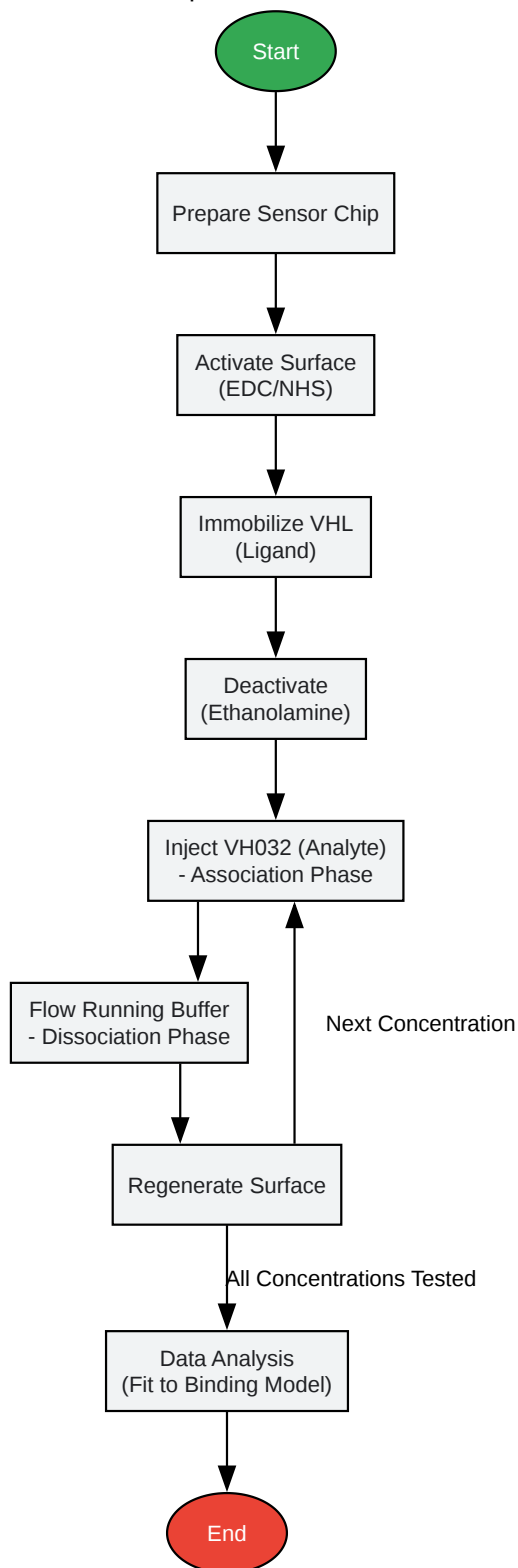 Start
Prepare Sensor Chip
Activate Surface
(EDC/NHS)
Immobilize VHL
(Ligand)
Deactivate
(Ethanolamine)
Inject VH032 (Analyte)
- Association Phase
Flow Running Buffer
- Dissociation Phase
Next Concentration
Regenerate Surface
All Concentrations Tested
Data Analysis
(Fit to Binding Model)
End